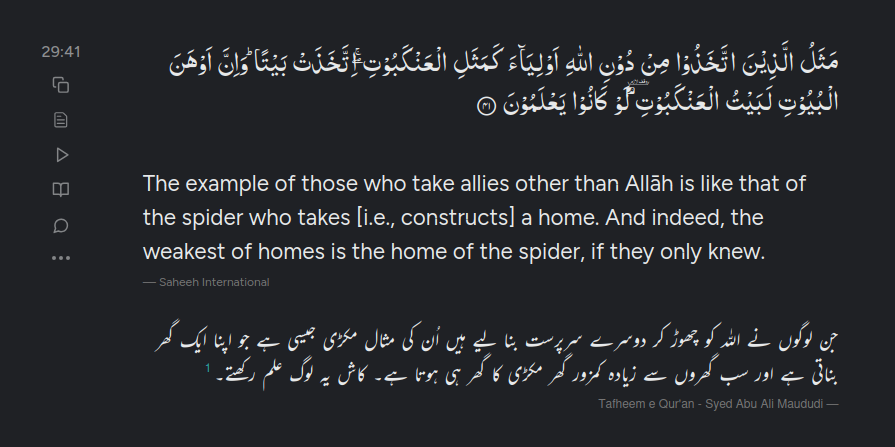 29:41
مَثَلُ الَّذِيْنَ اتَّخَذُوْا مِنْ دُوْنِ اللّٰهِ اَوْلِيَآءَ كَمَثَلِ الْعَنْكَبُوْتِۚۖ اِتَّخَذَتْ بَيْتًاؕ وَاِنَّ اَوْهَنَ
الْبُيُوْتِ لَبَيْتُ الْعَنْكَبُوْتِۘ لَوْ كَانُوْا يَعْلَمُوْنَ ۟۴۱
The example of those who take allies other than Allāh is like that of
the spider who takes [i.e., constructs] a home. And indeed, the
weakest of homes is the home of the spider, if they only knew.
— Saheeh International
جن لوگوں نے اللہ کو چھوڑ کر دوسرے سرپرست بنا لیے ہیں اُن کی مثال مکڑی جیسی ہے جو اپنا ایک گھر
بناتی ہے اور سب گھروں سے زیادہ کمزور گھر مکڑی کا گھر ہی ہوتا ہے۔ کاش یہ لوگ علم رکھتے۔ 1
Tafheem e Qur'an - Syed Abu Ali Maududi —